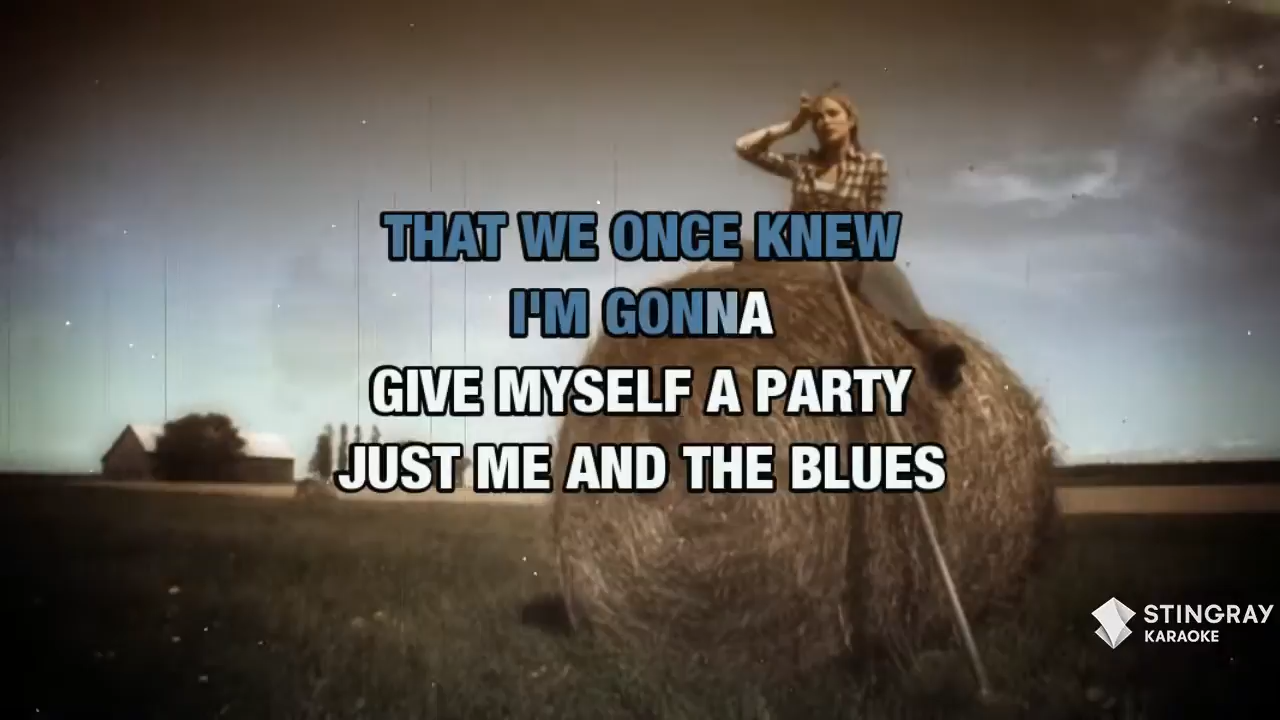 THAT WE ONCE KNEW
I'M GONNA
GIVE MYSELF A PARTY
JUST ME AND THE BLUES
STINGRAY
KARAOKE